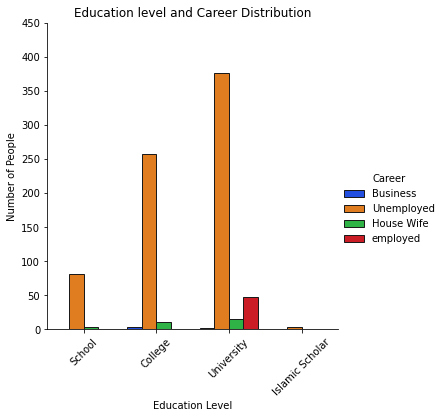 Education level and Career Distribution
450
400
350
300
250
200
150
100
50
0
Number of People
School
College
University
Islamic Scholar
Education Level
Career
Business
Unemployed
House Wife
employed